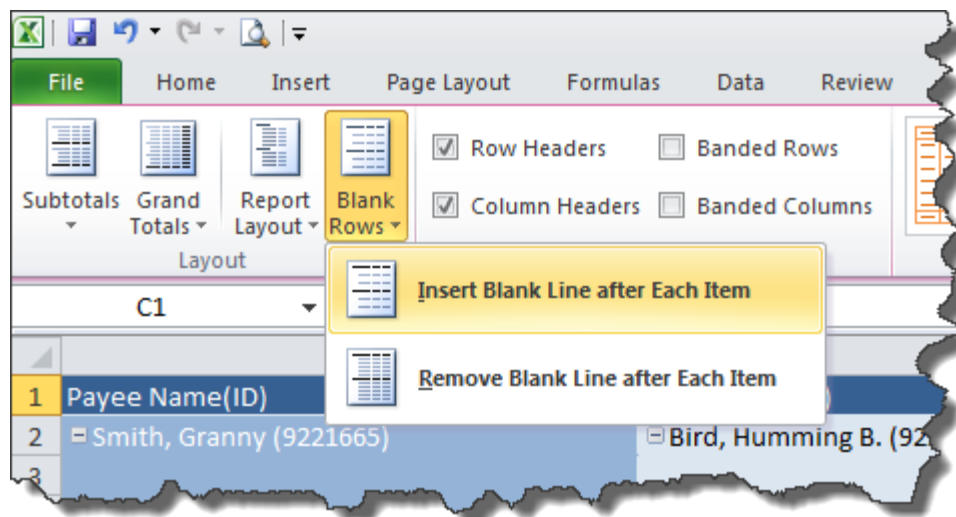 File Home Insert Page Layout Formulas Data Review
Row Headers Banded Rows
Subtotals Grand Totals Report Layout Blank Rows
Column Headers Banded Columns
Layout
Insert Blank Line after Each Item
C1
Remove Blank Line after Each Item
1 Payee Name(ID) )
2 Smith, Granny (9221665) Bird, Humming B. (92
3